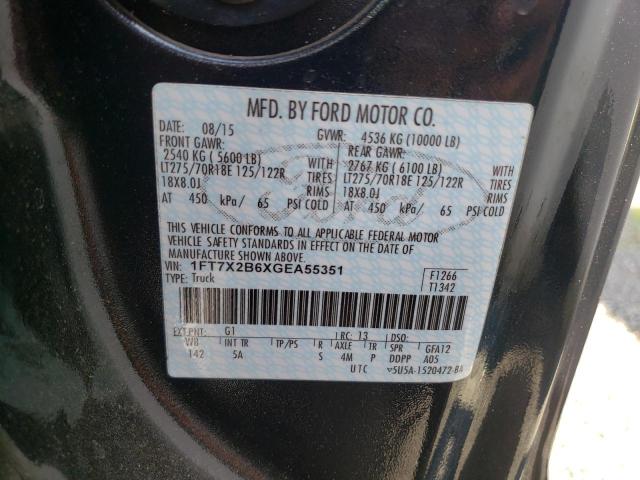 MFD. BY FORD MOTOR CO.
DATE: 08/15 GVWR: 4536 KG (10000 LB)
FRONT GAWR: REAR GAWR:
2540 KG ( 5600 LB) WITH 2767 KG ( 6100 LB) WITH
LT275/70R18E 125/122R TIRES LT275/70R18E 125/122R TIRES
18X8.0J RIMS 18X8.0J RIMS
AT 450 kPa/ 65 PSI COLD AT 450 kPa/ 65 PSI COLD
Ford
THIS VEHICLE CONFORMS TO ALL APPLICABLE FEDERAL MOTOR
VEHICLE SAFETY STANDARDS IN EFFECT ON THE DATE OF
MANUFACTURE SHOWN ABOVE.
VIN: 1FT7X2B6XGEA55351 F1266
TYPE: Truck T1342
EXT PNT: G1 RC: 13 DSO:
WB INT TR TP/PS R AXLE TR SPR GFA12
142 5A S 4M P DDPP A05
UTC 5U5A-1520472-BA